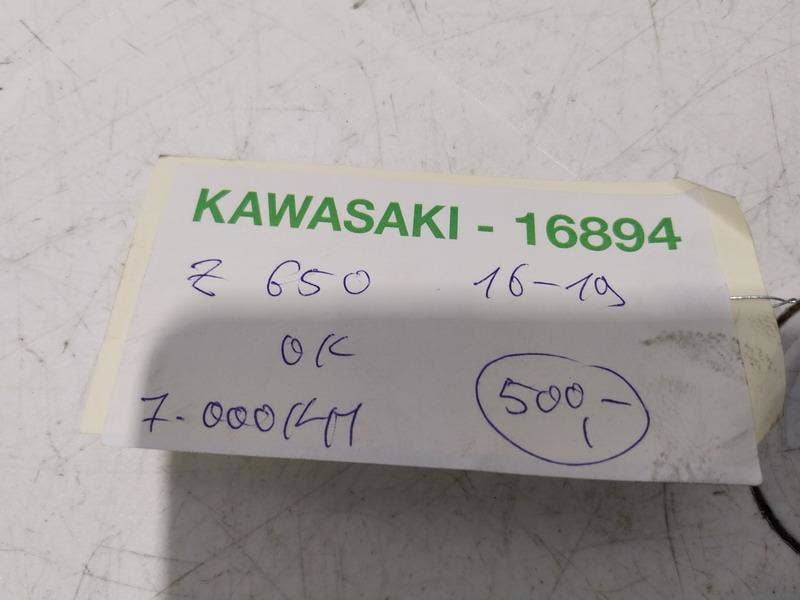 KAWASAKI - 16894
Z 650 16-19
OK
7.000KM 500,-